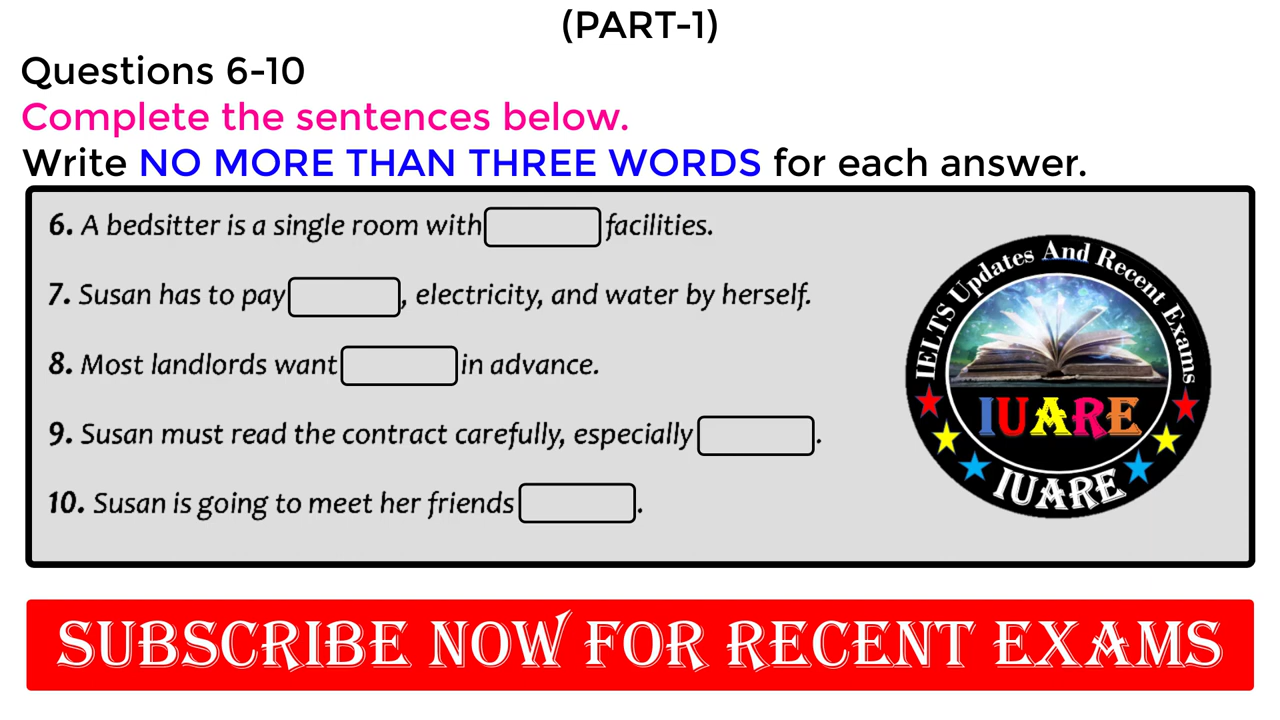 (PART-1)
Questions 6-10
Complete the sentences below.
Write NO MORE THAN THREE WORDS for each answer.
6. A bedsitter is a single room with facilities.
7. Susan has to pay , electricity, and water by herself.
8. Most landlords want in advance.
9. Susan must read the contract carefully, especially .
10. Susan is going to meet her friends .
IELTS Updates And Recent Exams
IUARE
IUARE
SUBSCRIBE NOW FOR RECENT EXAMS